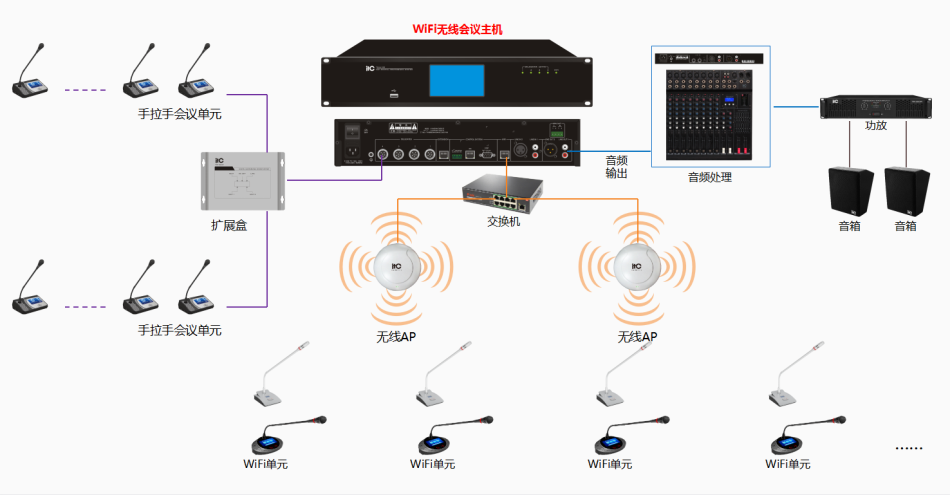 WiFi无线会议主机
itC
手拉手会议单元
itC
扩展盒
音频
输出
音频处理
功放
交换机
音箱
音箱
itC
itC
手拉手会议单元
无线AP
无线AP
WiFi单元
WiFi单元
WiFi单元
WiFi单元
……